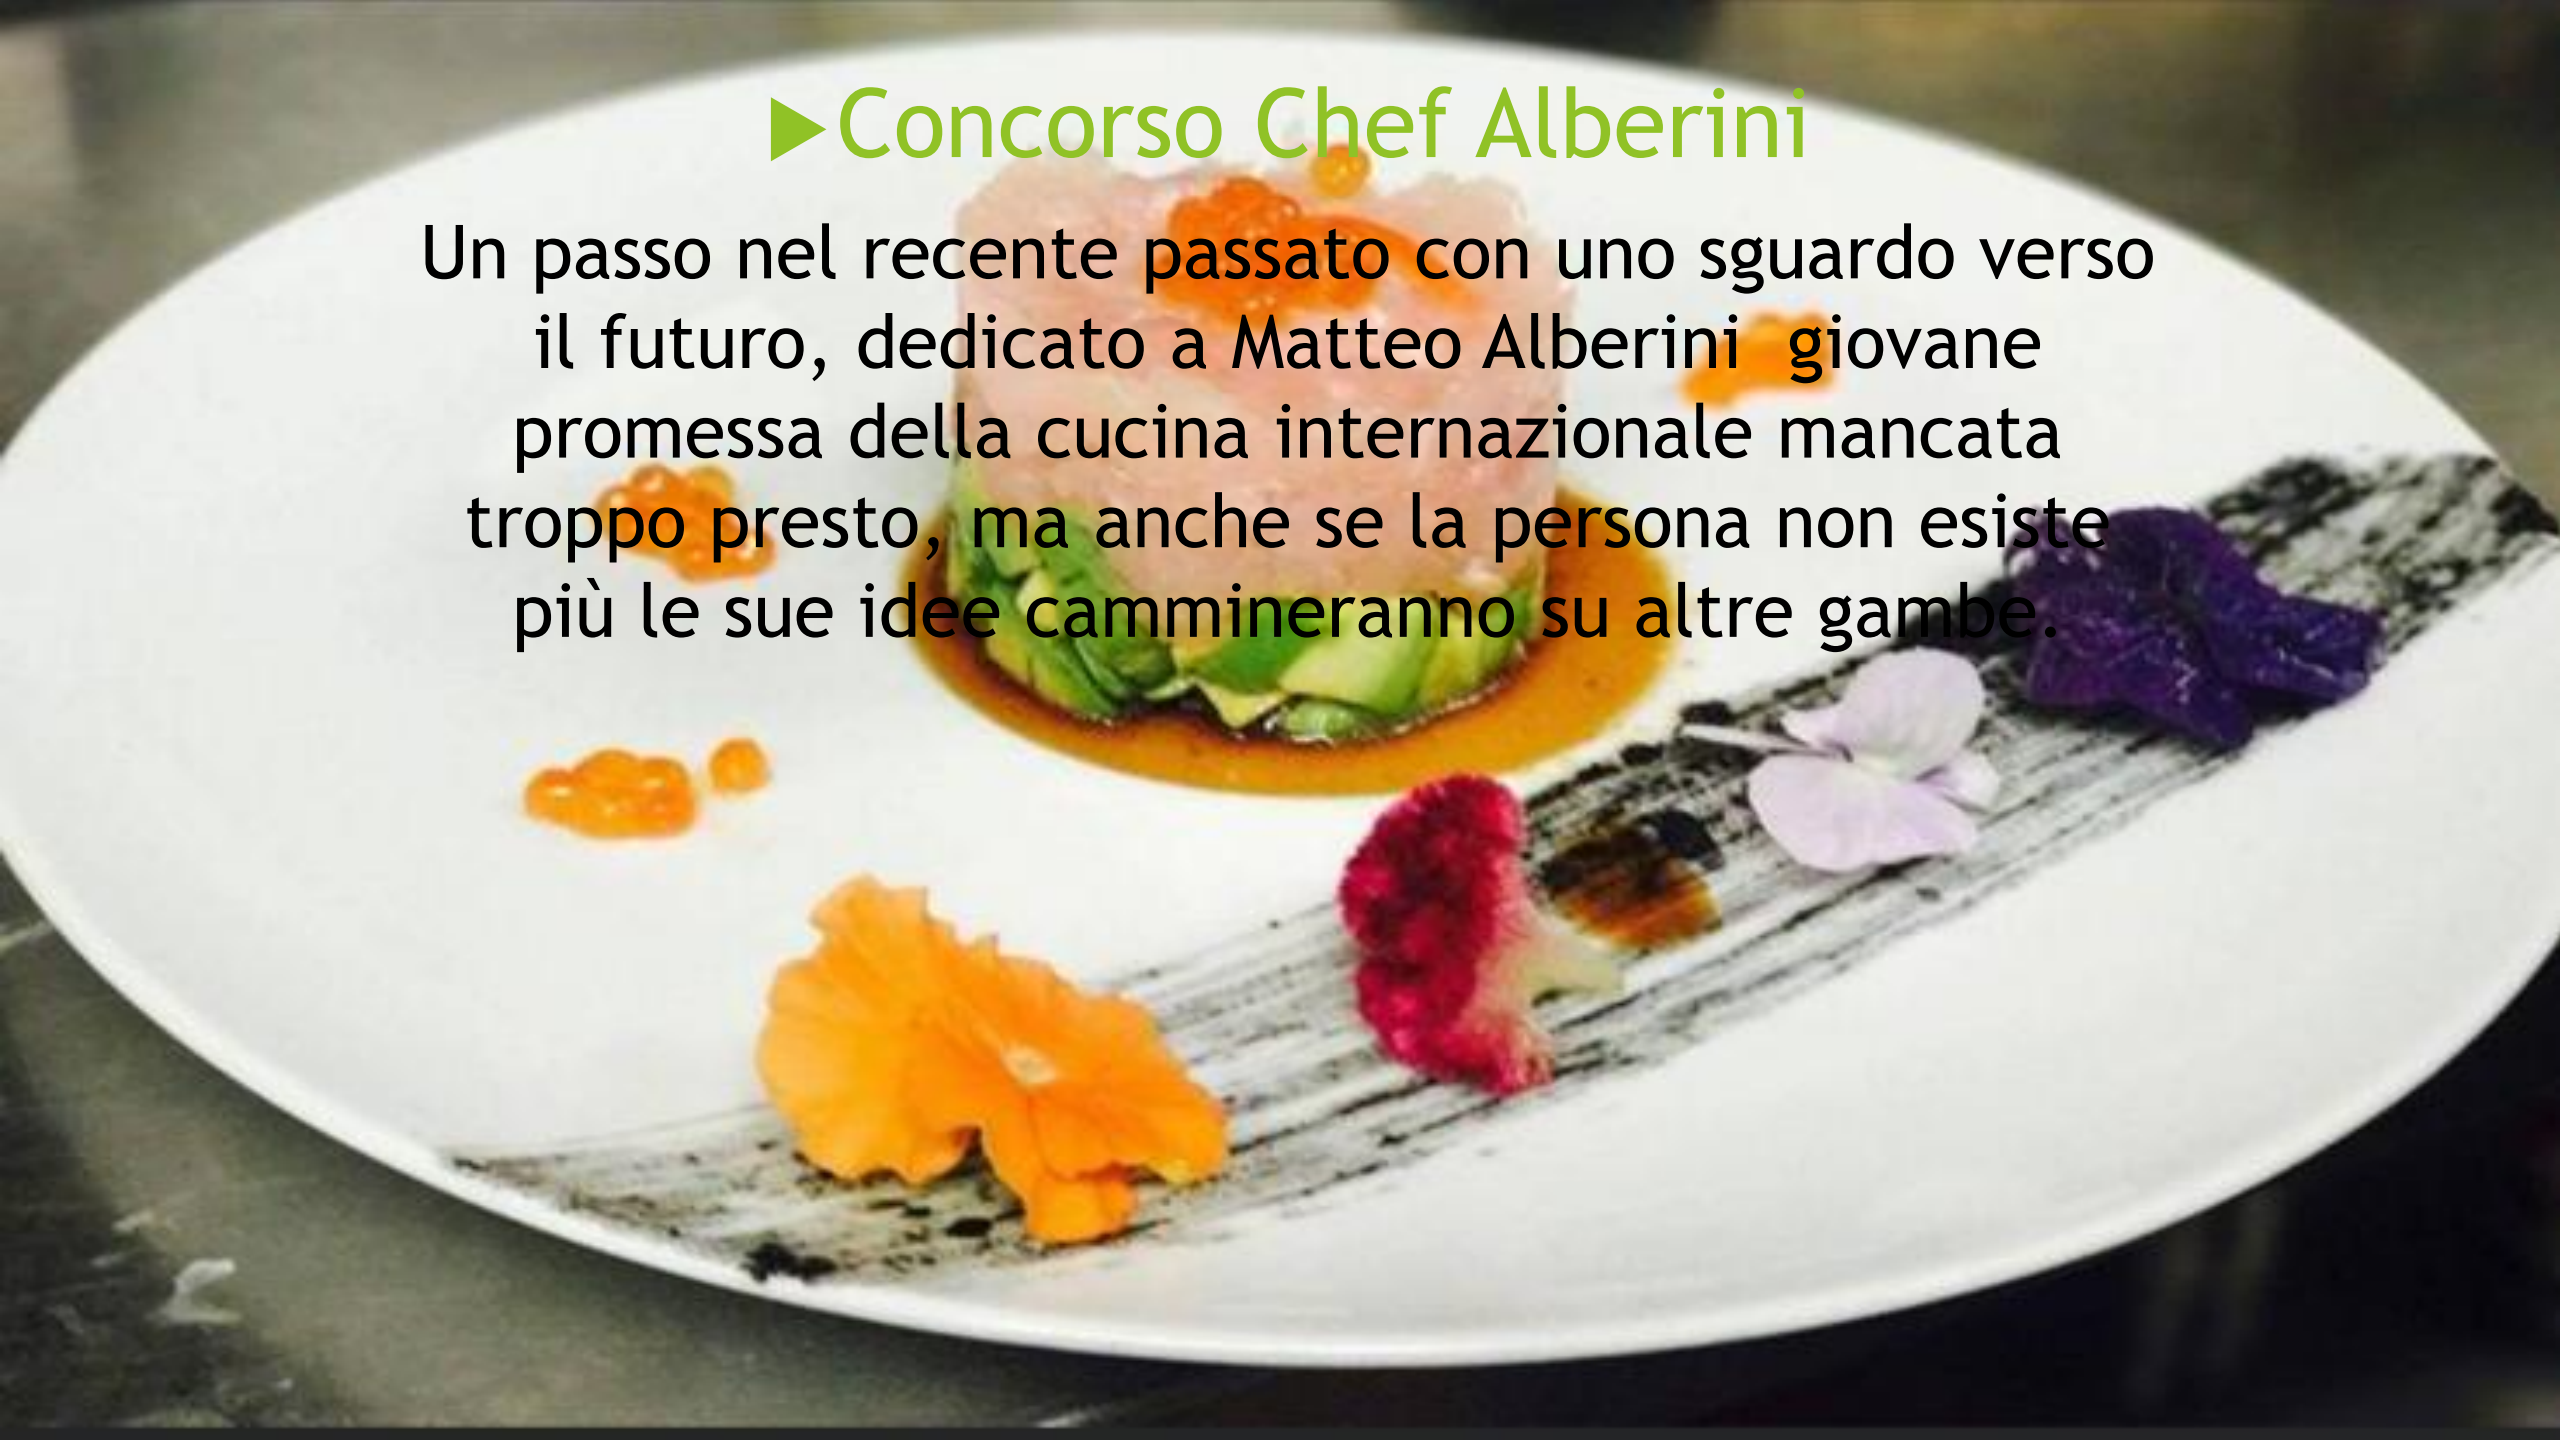 ▶Concorso Chef Alberini
Un passo nel recente passato con uno sguardo verso
il futuro, dedicato a Matteo Alberini  giovane
promessa della cucina internazionale mancata
troppo presto, ma anche se la persona non esiste
più le sue idee cammineranno su altre gambe.